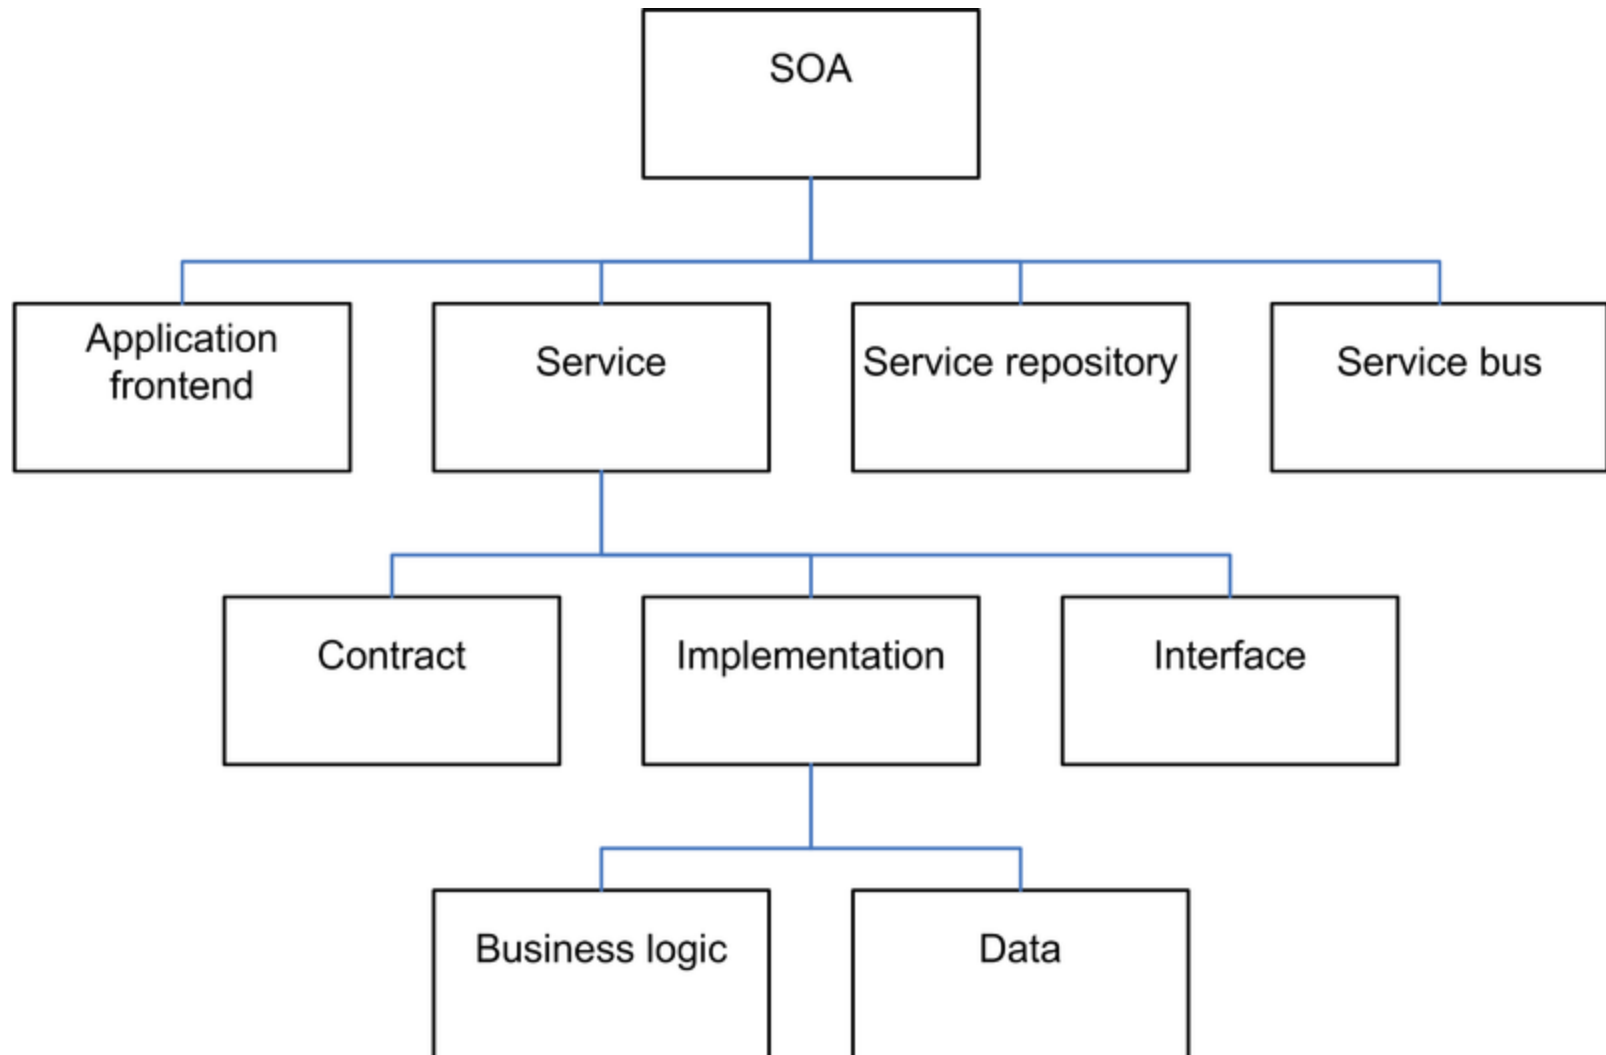 SOA
Application
frontend
Service
Service repository
Service bus
Contract
Implementation
Interface
Business logic
Data